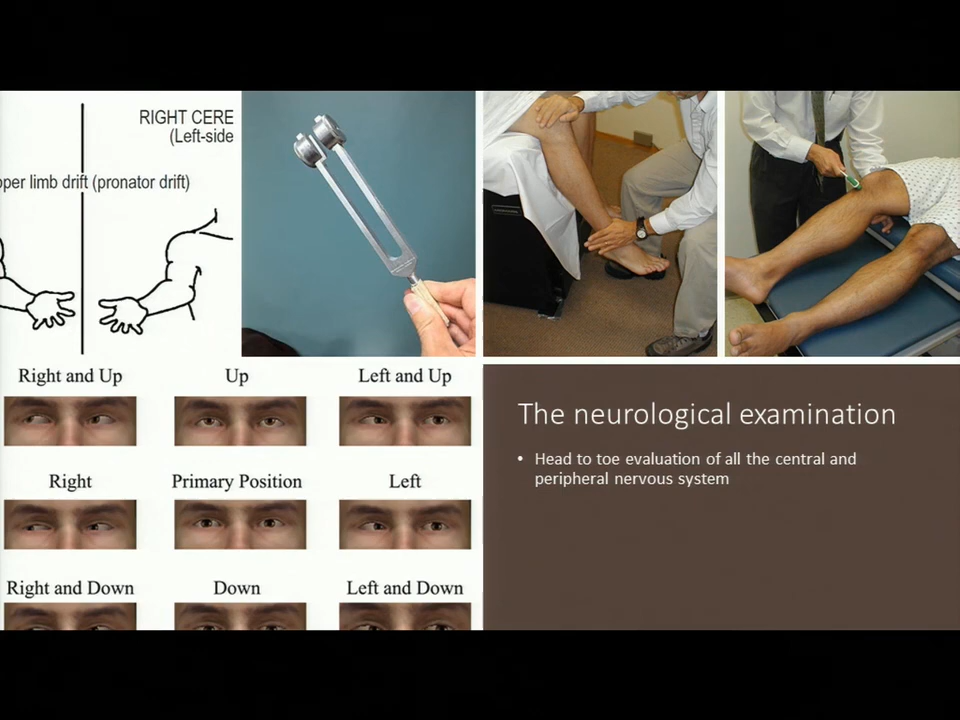 RIGHT CERE
(Left-side
pper limb drift (pronator drift)
Right and Up
Up
Left and Up
Right
Primary Position
Left
Right and Down
Down
Left and Down
The neurological examination
• Head to toe evaluation of all the central and
peripheral nervous system